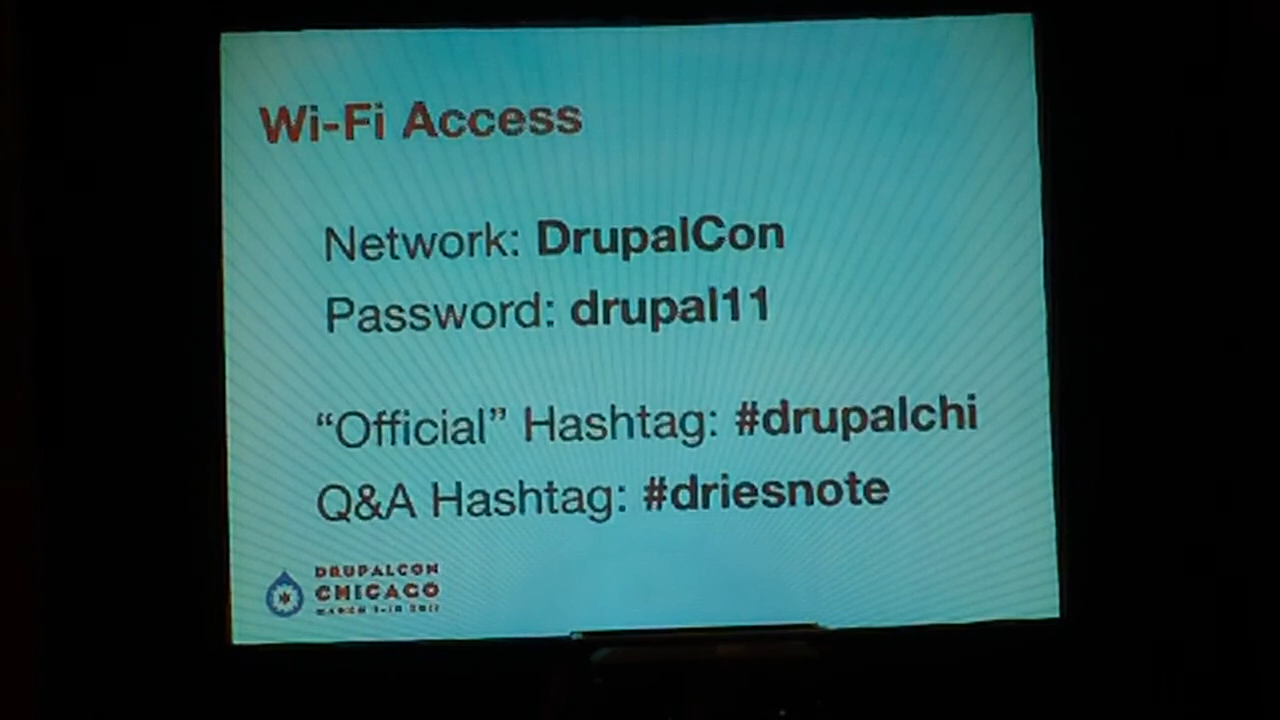 Wi-Fi Access
Network: DrupalCon
Password: drupal11
“Official” Hashtag: #drupalchi
Q&A Hashtag: #driesnote
DRUPALCON
CHICAGO